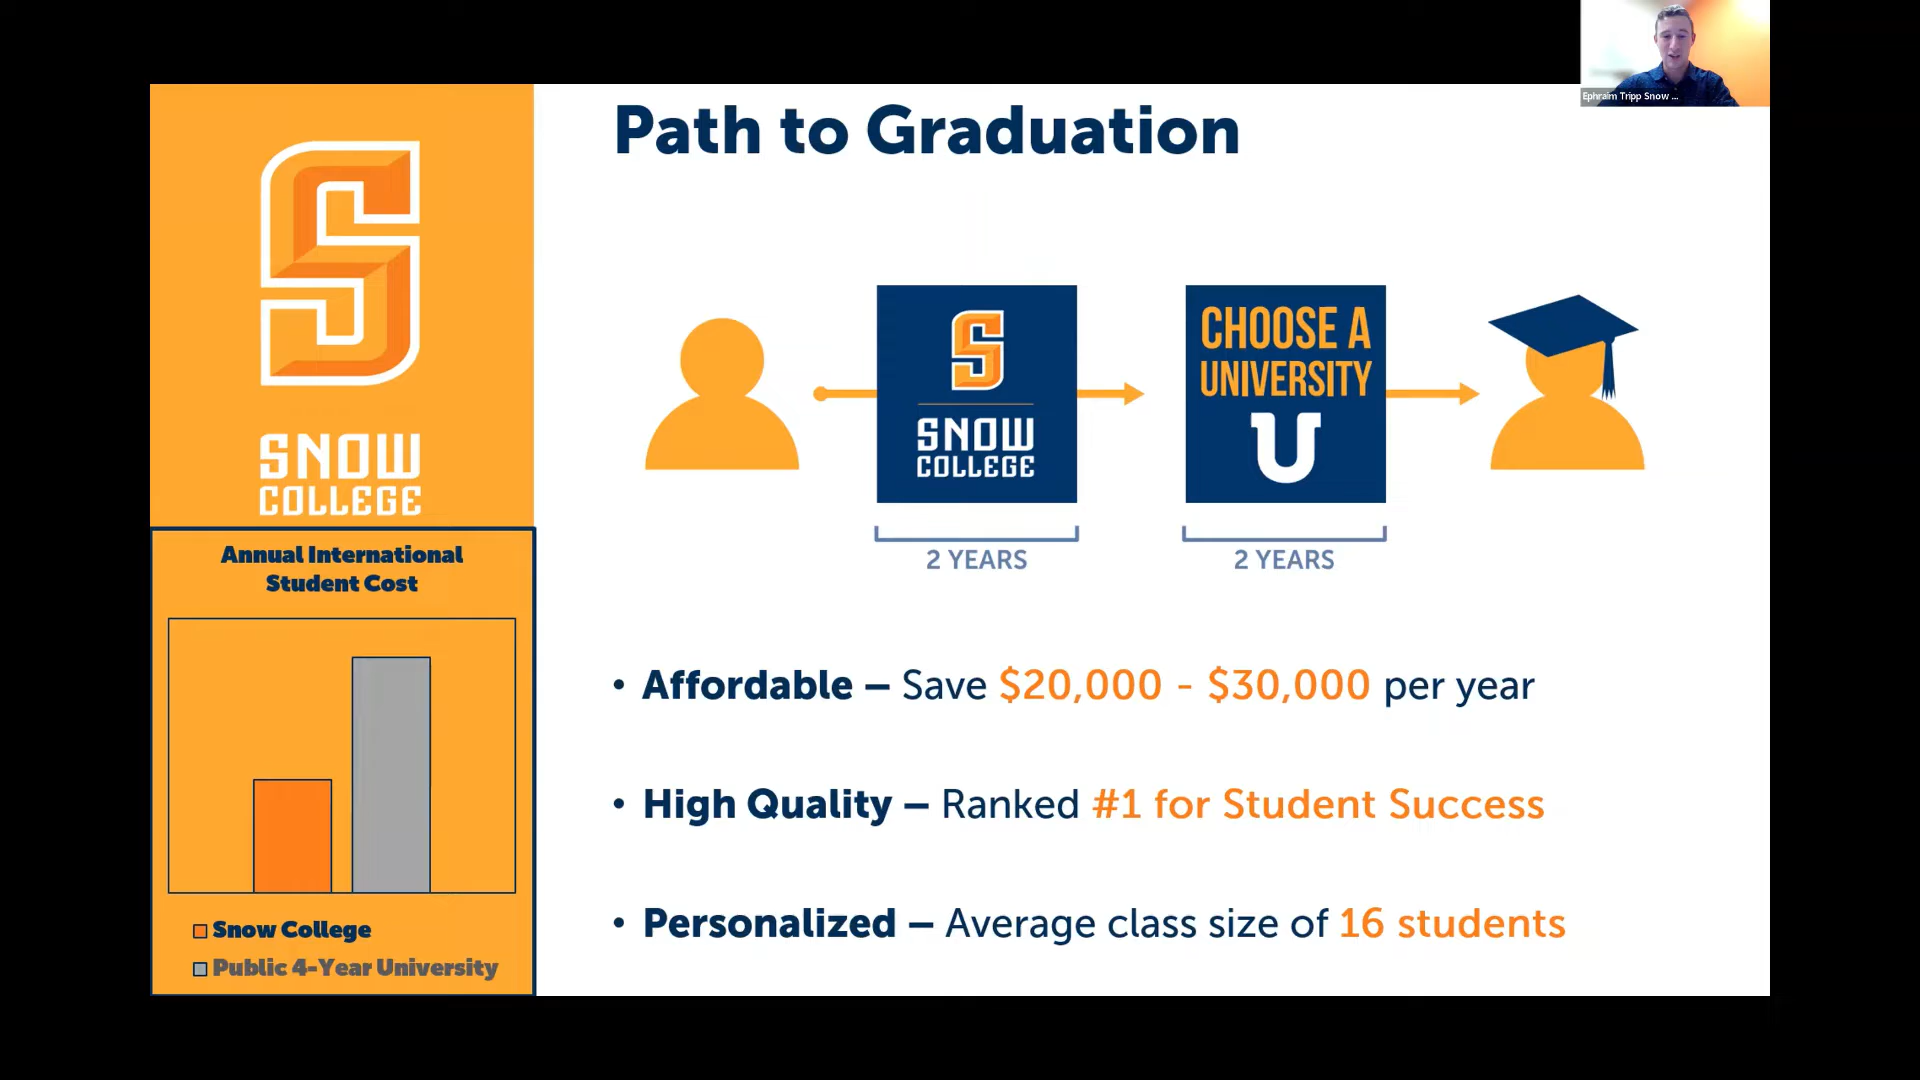 Ephraim Tripp Snow ...
Path to Graduation
SNOW
COLLEGE
SNOW
COLLEGE
CHOOSE A
UNIVERSITY
U
2 YEARS
2 YEARS
Annual International
Student Cost
Snow College
Public 4-Year University
• Affordable – Save $20,000 - $30,000 per year
• High Quality – Ranked #1 for Student Success
• Personalized – Average class size of 16 students